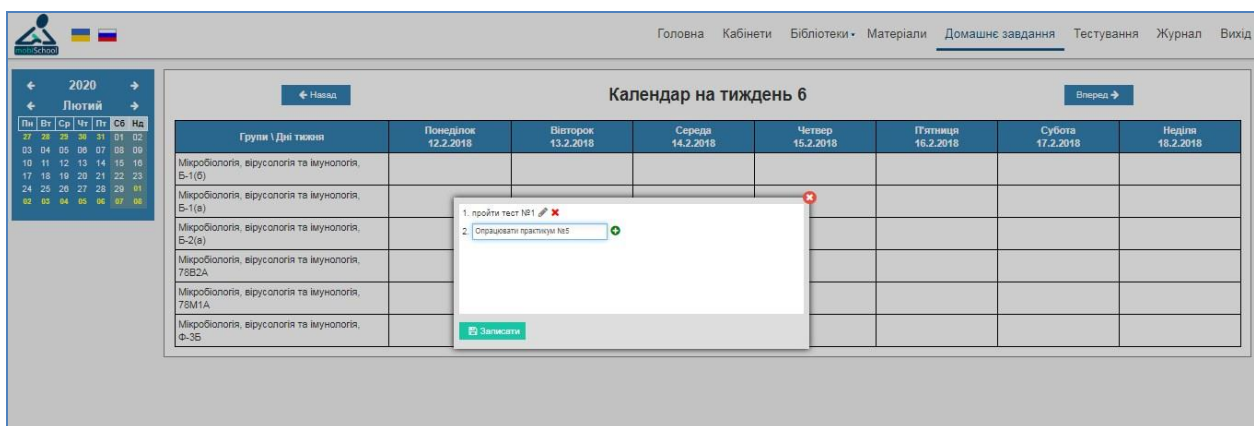 mobiSchool
Головна Кабінети Бібліотеки Матеріали Домашнє завдання Тестування Журнал Вихід
2020
Лютий
Пн Вт Ср Чт Пт Сб Нд
27 28 29 30 31 01 02
03 04 05 06 07 08 09
10 11 12 13 14 15 16
17 18 19 20 21 22 23
24 25 26 27 28 29 01
02 03 04 05 06 07 08
Назад
Календар на тиждень 6
Вперед
Групи \ Дні тижня Понеділок Вівторок Середа Четвер П'ятниця Субота Неділя
12.2.2018 13.2.2018 14.2.2018 15.2.2018 16.2.2018 17.2.2018 18.2.2018
Мікробіологія, вірусологія та імунологія,
Б-1(б)
Мікробіологія, вірусологія та імунологія,
Б-1(а)
Мікробіологія, вірусологія та імунологія,
Б-2(а)
Мікробіологія, вірусологія та імунологія,
78В2А
Мікробіологія, вірусологія та імунологія,
78М1А
Мікробіологія, вірусологія та імунологія,
Ф-3Б
1. пройти тест №1
2. Опрацювати практикум №5
Записати